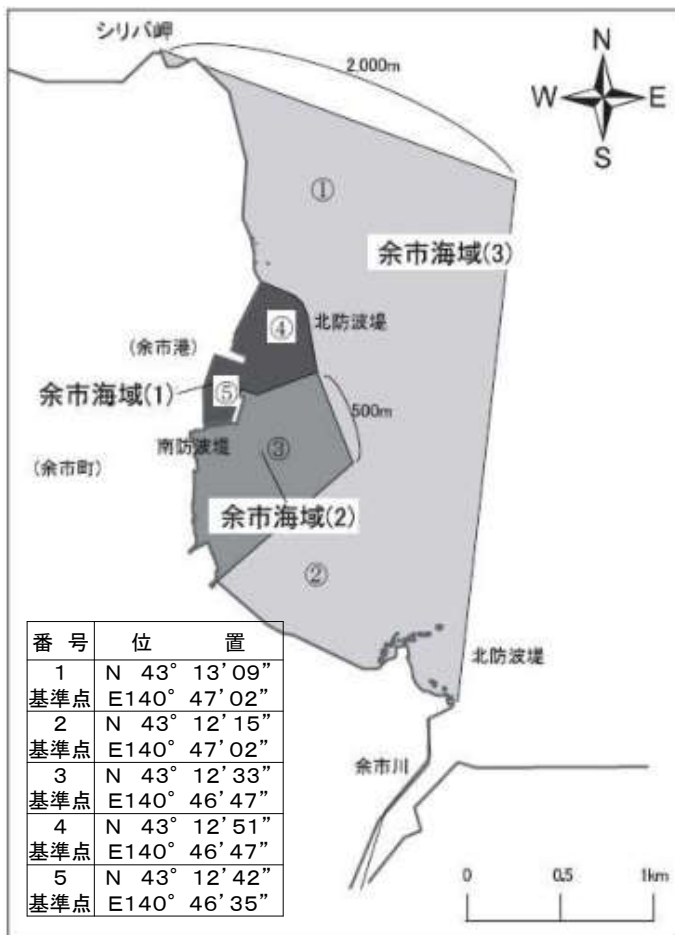 シリパ岬
2,000m
N
W E
S
①
余市海域(3)
④
北防波堤
(余市港)
余市海域(1)
⑤
500m
南防波堤
③
(余市町)
余市海域(2)
②
北防波堤
余市川
0 0.5 1km
番 号 位 置
1 N 43° 13’09”
基準点 E140° 47’02”
2 N 43° 12’15”
基準点 E140° 47’02”
3 N 43° 12’33”
基準点 E140° 46’47”
4 N 43° 12’51”
基準点 E140° 46’47”
5 N 43° 12’42”
基準点 E140° 46’35”